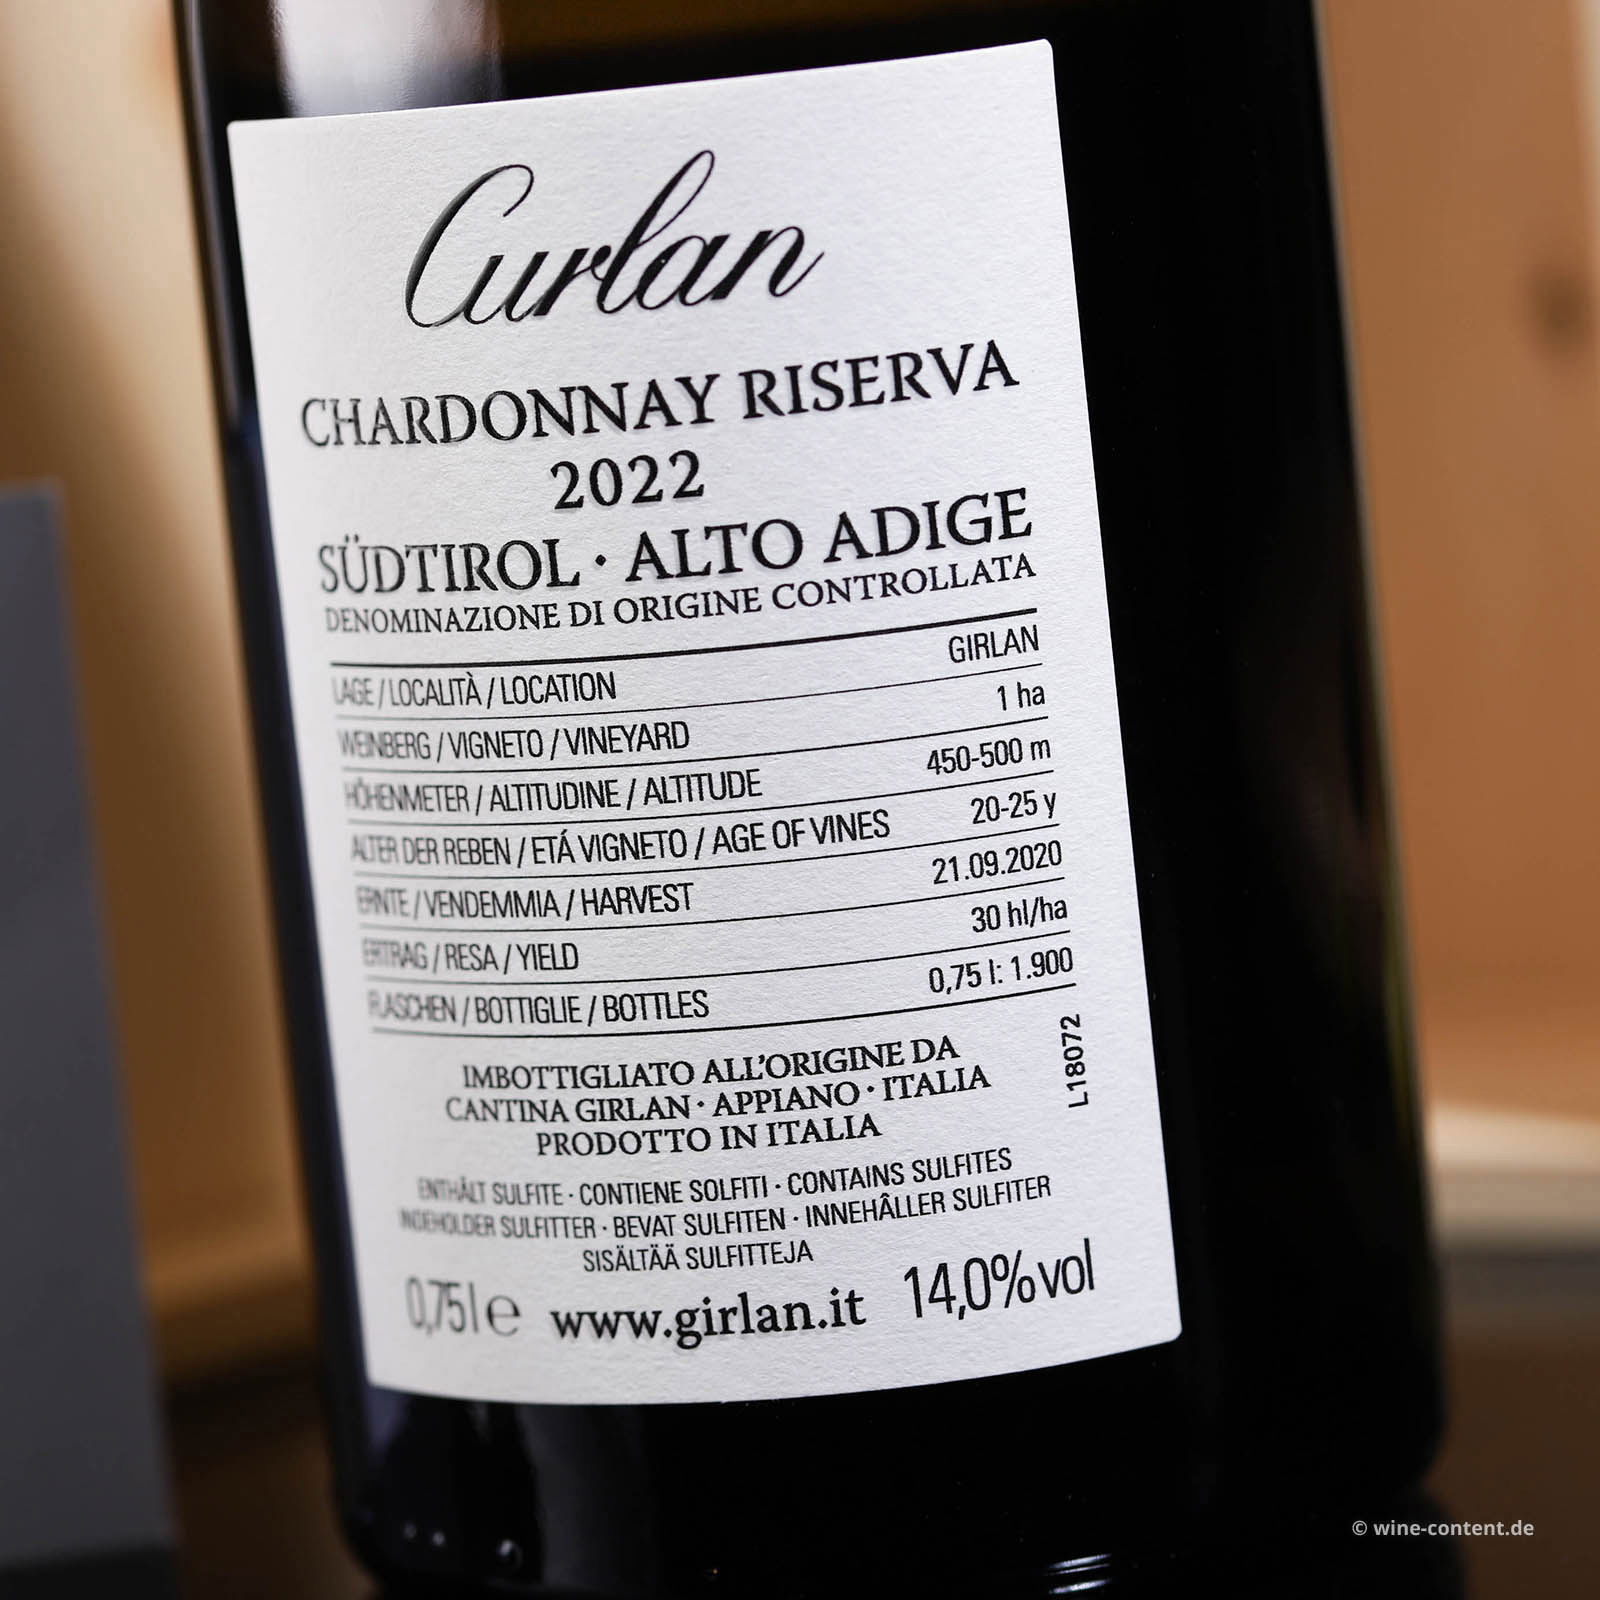 Curlan
CHARDONNAY RISERVA
2022
SÜDTIROL · ALTO ADIGE
DENOMINAZIONE DI ORIGINE CONTROLLATA
LAGE / LOCALITÀ / LOCATION GIRLAN
WEINBERG / VIGNETO / VINEYARD 1 ha
HÖHENMETER / ALTITUDINE / ALTITUDE 450-500 m
ALTER DER REBEN / ETÁ VIGNETO / AGE OF VINES 20-25 y
ERNTE / VENDEMMIA / HARVEST 21.09.2020
ERTRAG / RESA / YIELD 30 hl/ha
FLASCHEN / BOTTIGLIE / BOTTLES 0,75 l: 1.900
IMBOTTIGLIATO ALL'ORIGINE DA
CANTINA GIRLAN · APPIANO · ITALIA
PRODOTTO IN ITALIA
L18072
ENTHÄLT SULFITE · CONTIENE SOLFITI · CONTAINS SULFITES
INDEHOLDER SULFITTER · BEVAT SULFITEN · INNEHÂLLER SULFITER
SISÄLTÄÄ SULFITTEJA
0,75 l e www.girlan.it 14,0% vol
© wine-content.de